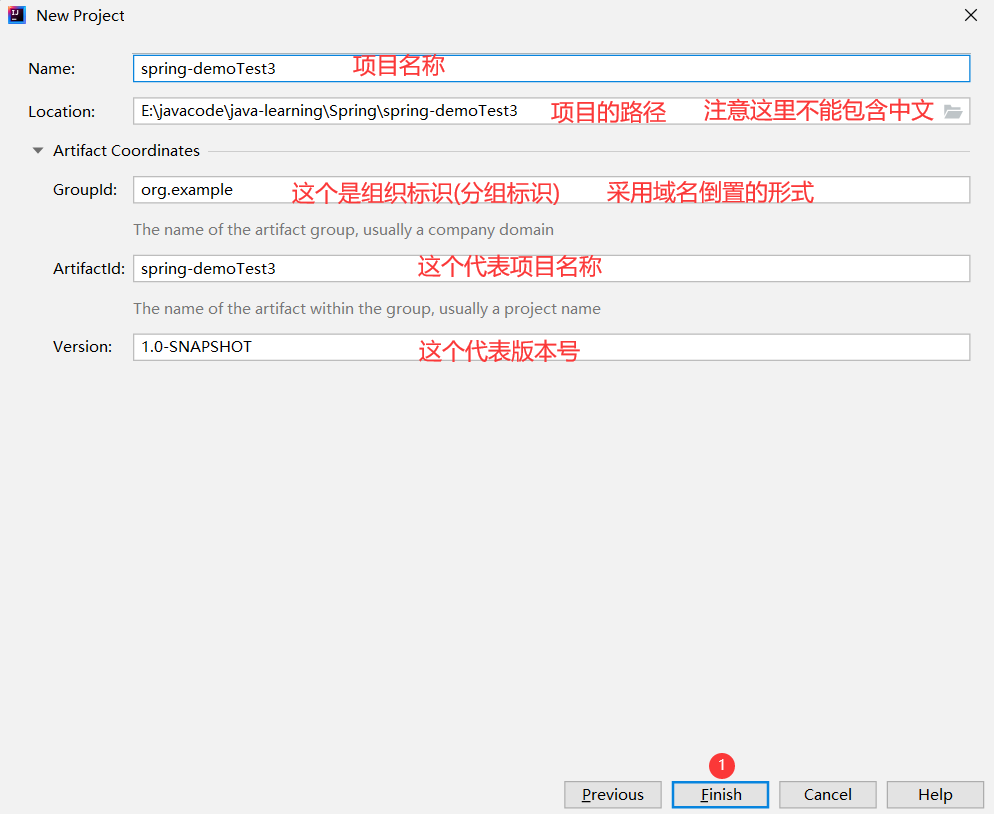 New Project
Name: spring-demoTest3 项目名称
Location: E:\javacode\java-learning\Spring\spring-demoTest3 项目的路径 注意这里不能包含中文
Artifact Coordinates
GroupId: org.example 这个是组织标识(分组标识) 采用域名倒置的形式
The name of the artifact group, usually a company domain
ArtifactId: spring-demoTest3 这个代表项目名称
The name of the artifact within the group, usually a project name
Version: 1.0-SNAPSHOT 这个代表版本号
1
Previous Finish Cancel Help